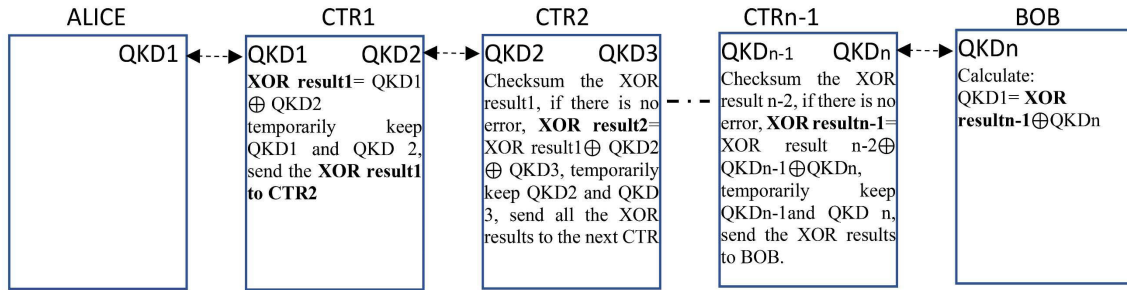 ALICE
QKD1
CTR1
QKD1 QKD2
XOR result1= QKD1
⊕ QKD2
temporarily keep
QKD1 and QKD 2,
send the XOR result1
to CTR2
CTR2
QKD2 QKD3
Checksum the XOR
result1, if there is no
error, XOR result2=
XOR result1⊕ QKD2
⊕ QKD3, temporarily
keep QKD2 and QKD
3, send all the XOR
results to the next CTR
CTRn-1
QKDn-1 QKDn
Checksum the XOR
result n-2, if there is no
error, XOR resultn-1=
XOR result n-2⊕
QKDn-1⊕QKDn,
temporarily keep
QKDn-1and QKD n,
send the XOR results
to BOB.
BOB
QKDn
Calculate:
QKD1= XOR
resultn-1⊕QKDn